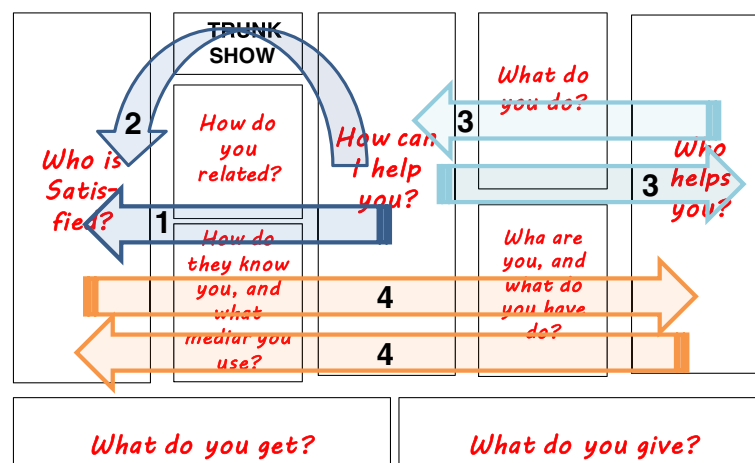 TRUNK
SHOW
2
Who is
Satis-
fied?
How do
you
related?
1
How do
they know
you, and
what
mediar you
use?
How can
I help
you?
What do
you do?
3
3
Wha are
you, and
what do
you have
do?
Who
helps
you?
4
4
What do you get?
What do you give?